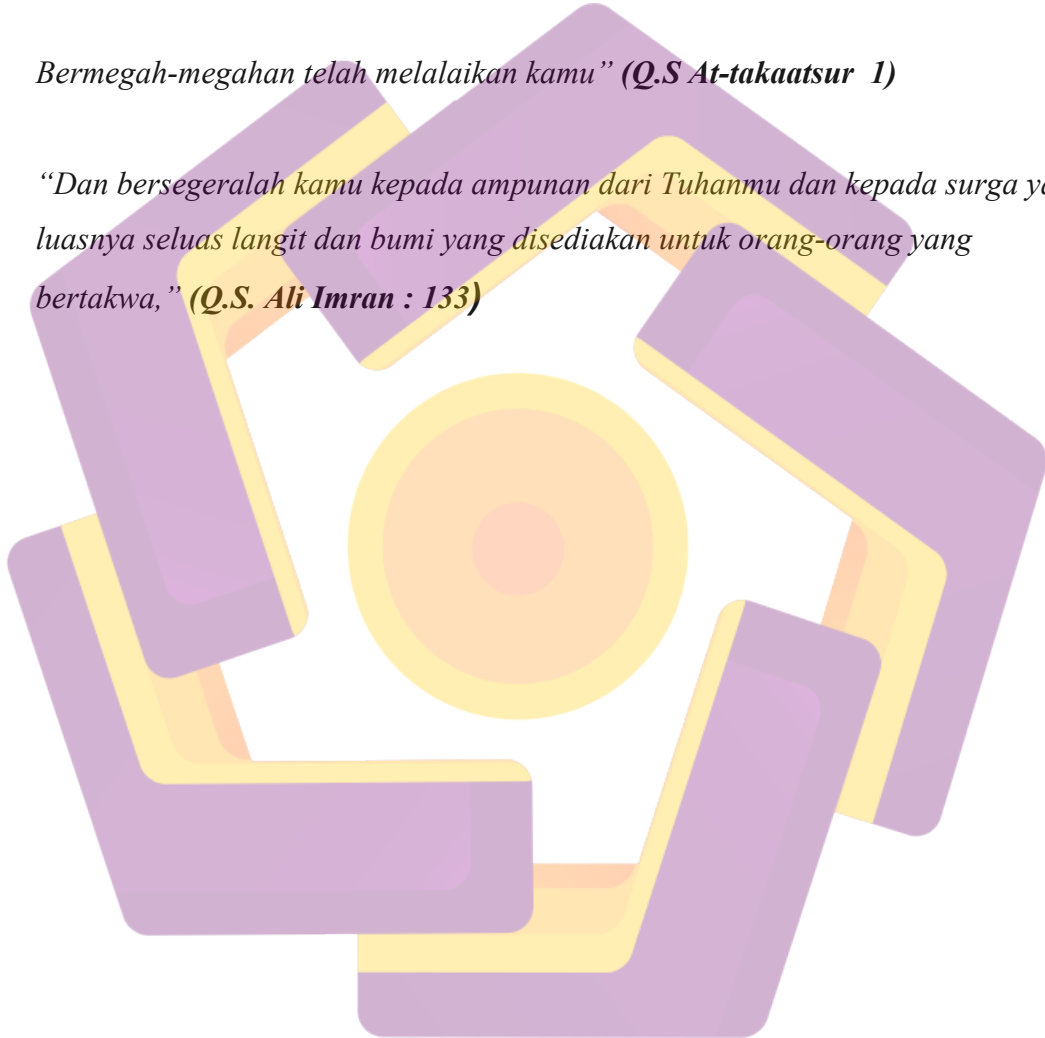 Bermegah-megahan telah melalaikan kamu” (Q.S At-takaatsur 1)
“Dan bersegeralah kamu kepada ampunan dari Tuhanmu dan kepada surga
luasnya seluas langit dan bumi yang disediakan untuk orang-orang yang
bertakwa,” (Q.S. Ali Imran : 133)